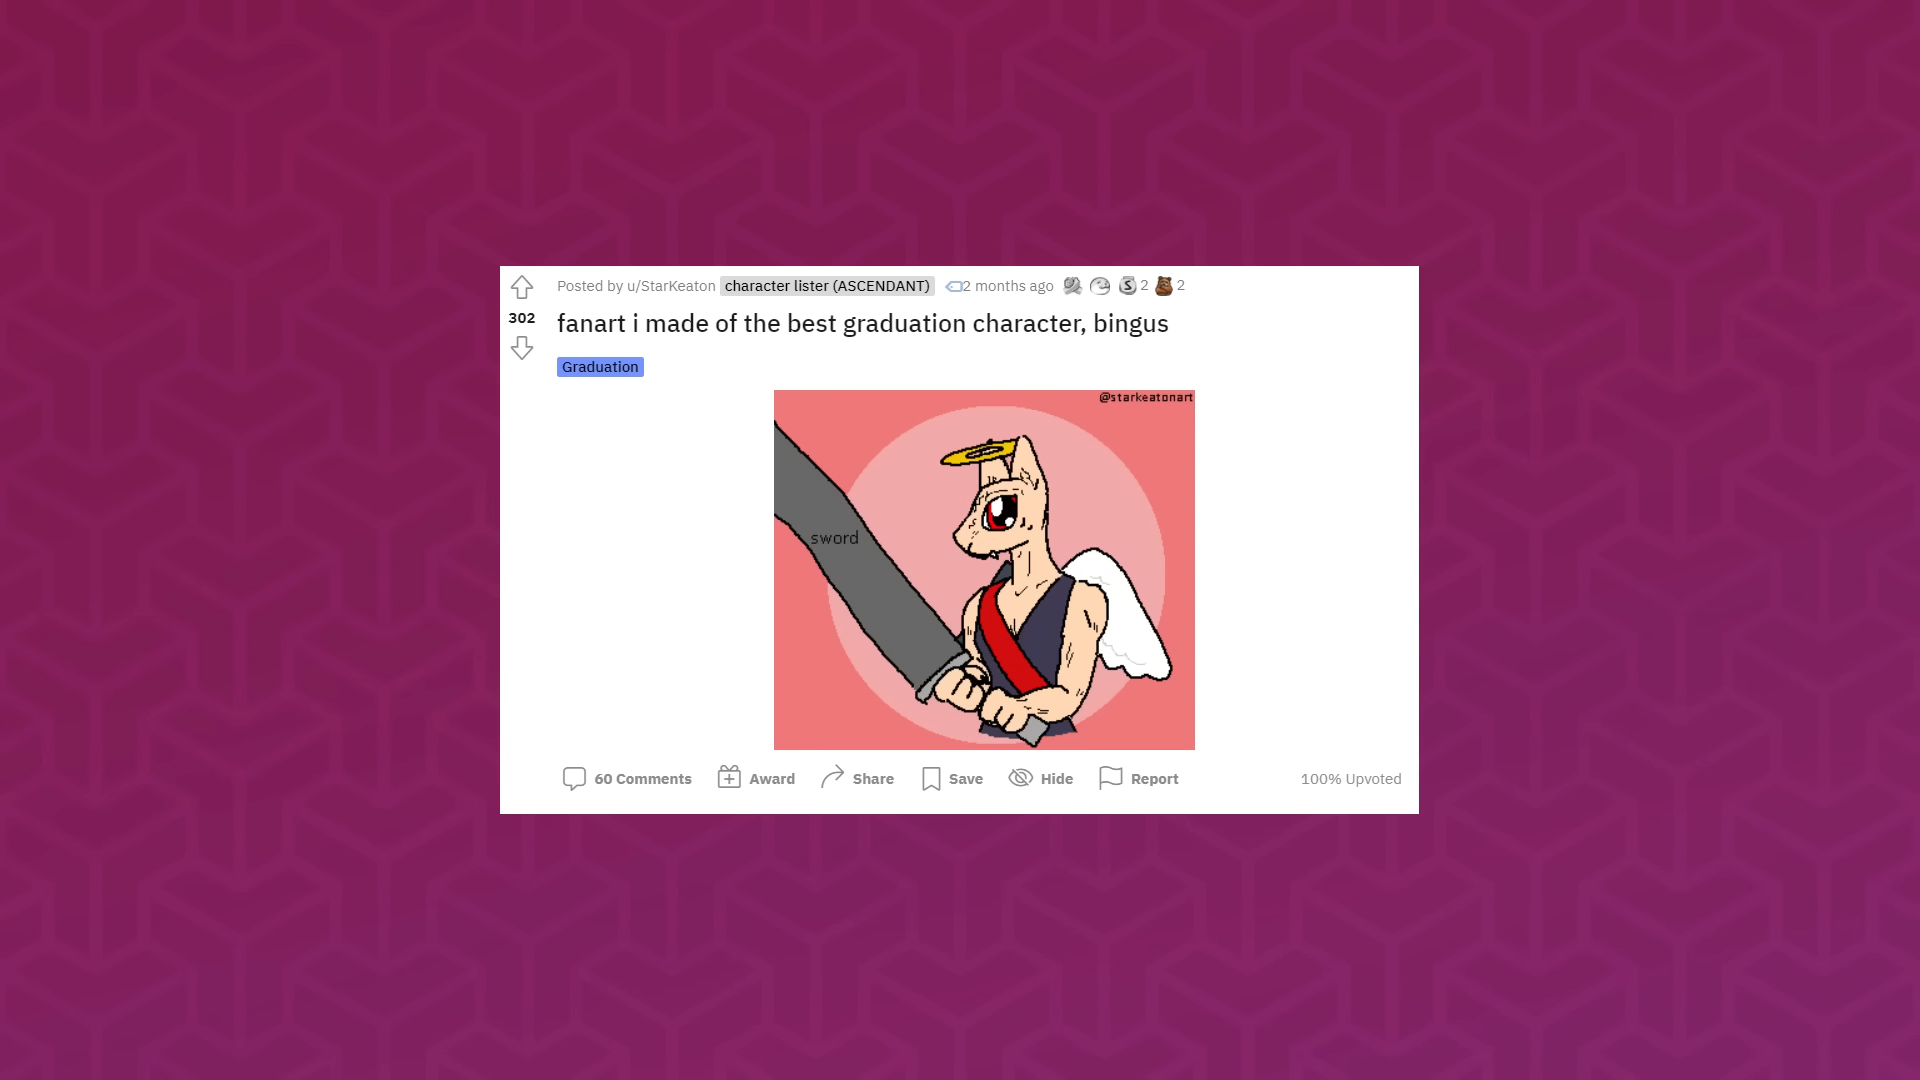 Posted by u/StarKeaton character lister (ASCENDANT) 2 months ago S 2 2
302
fanart i made of the best graduation character, bingus
Graduation
@starkeatonart
sword
60 Comments Award Share Save Hide Report 100% Upvoted